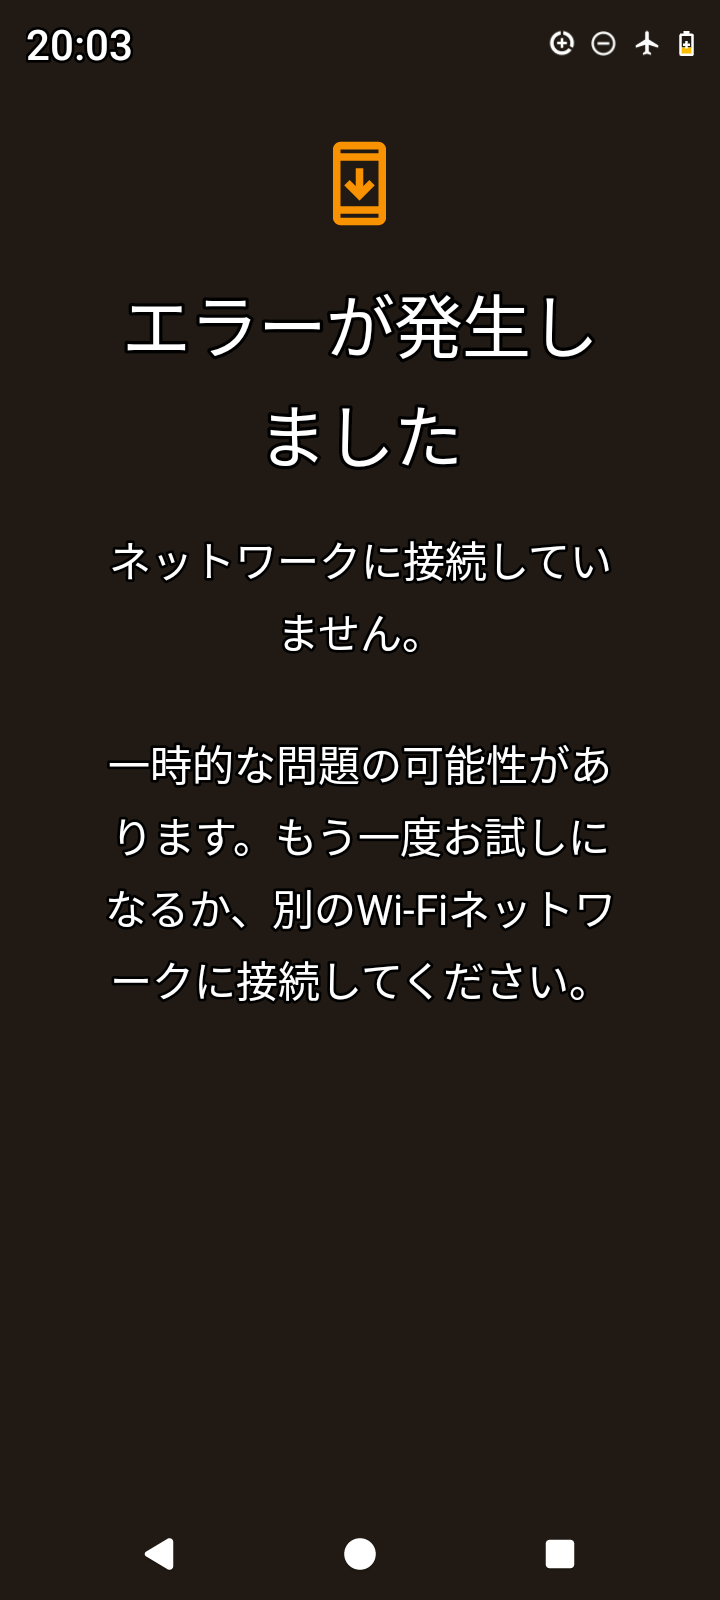 20:03
エラーが発生し
ました
ネットワークに接続してい
ません。
一時的な問題の可能性があ
ります。もう一度お試しに
なるか、別のWi-Fiネットワ
ークに接続してください。